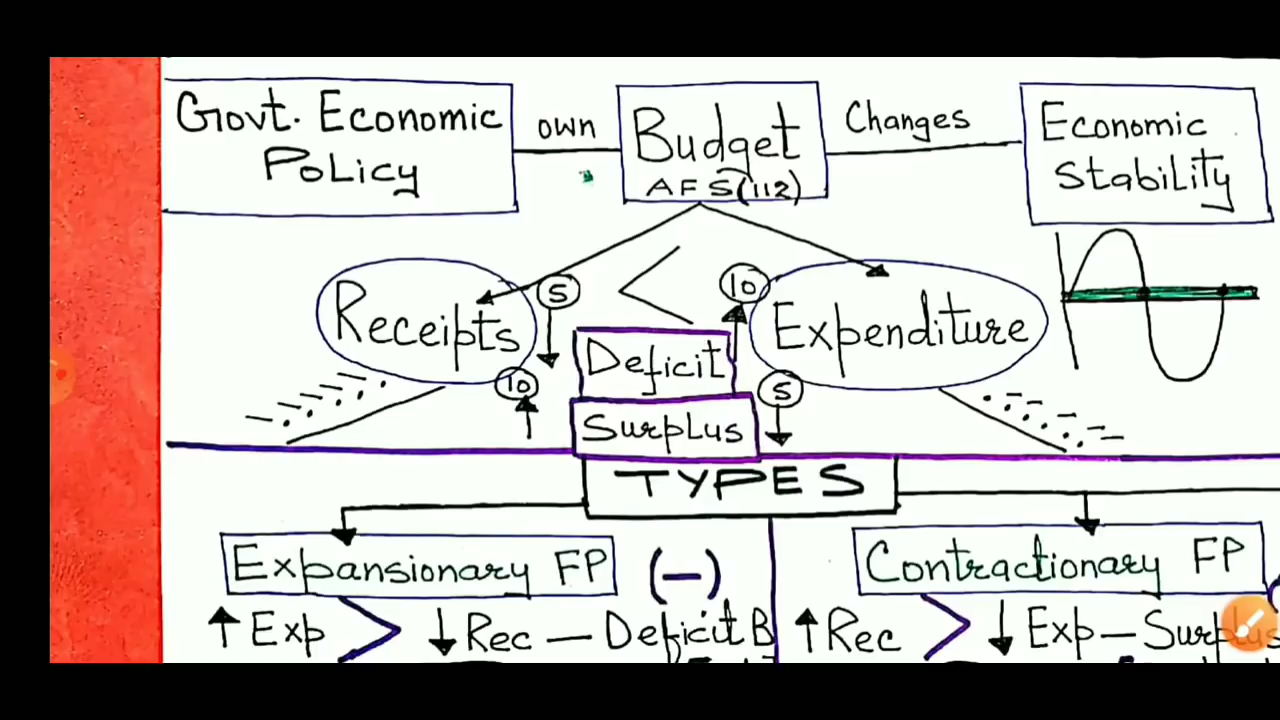 Govt. Economic Policy
own
Budget
AFS (112)
Changes
Economic Stability
Receipts
5
10
Deficit
Surplus
10
5
Expenditure
TYPES
Expansionary FP
(-)
Contractionary FP
↑ Exp > ↓ Rec — Deficit B
↑ Rec > ↓ Exp — Surplus